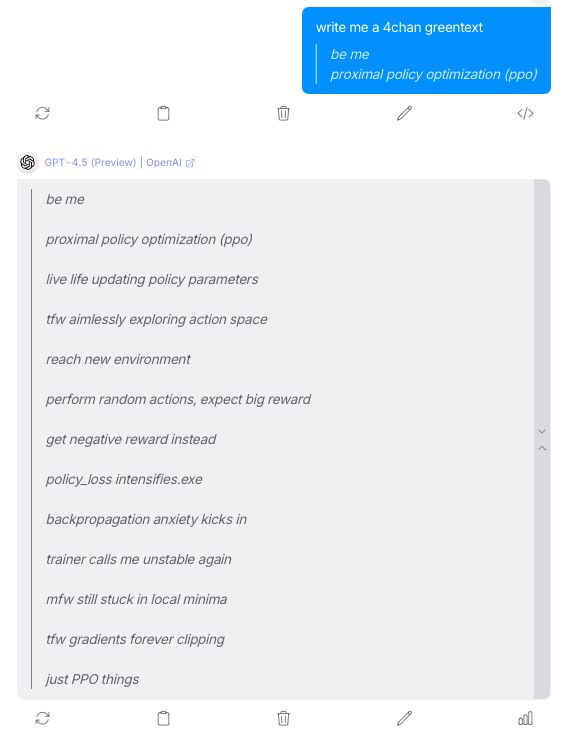 write me a 4chan greentext
be me
proximal policy optimization (ppo)
GPT-4.5 (Preview) | OpenAI
be me
proximal policy optimization (ppo)
live life updating policy parameters
tfw aimlessly exploring action space
reach new environment
perform random actions, expect big reward
get negative reward instead
policy_loss intensifies.exe
backpropagation anxiety kicks in
trainer calls me unstable again
mfw still stuck in local minima
tfw gradients forever clipping
just PPO things